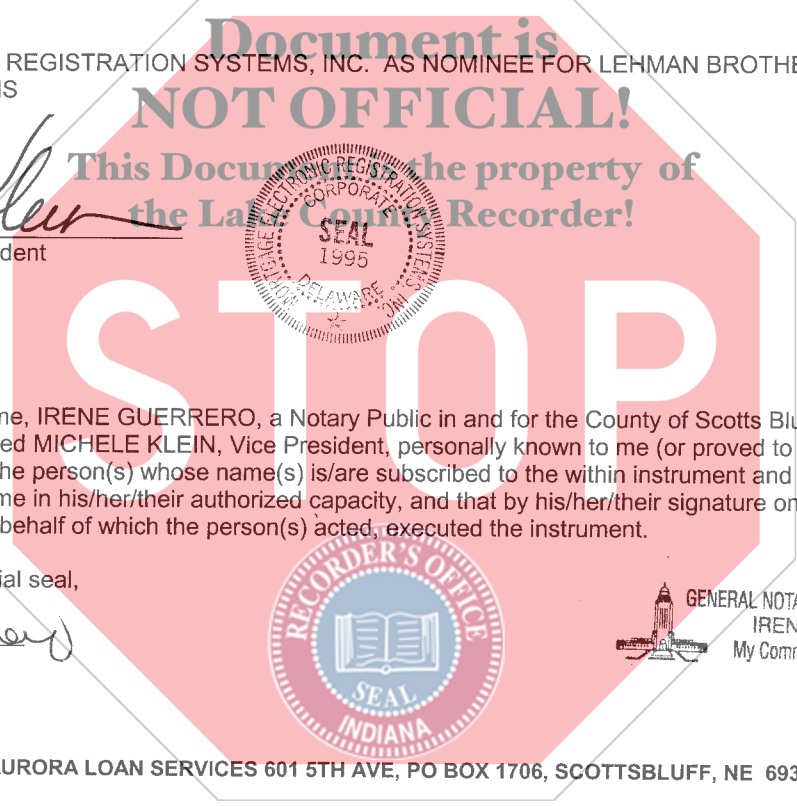 Document is
REGISTRATION SYSTEMS, INC. AS NOMINEE FOR LEHMAN BROTHE
IS
NOT OFFICIAL!
This Document is the property of
the Lake County Recorder!
MORTGAGE ELECTRONIC REGISTRATION SYSTEMS, INC.
CORPORATE
SEAL
1995
DELAWARE
dent
STOP
me, IRENE GUERRERO, a Notary Public in and for the County of Scotts Blu
ed MICHELE KLEIN, Vice President, personally known to me (or proved to
he person(s) whose name(s) is/are subscribed to the within instrument and
me in his/her/their authorized capacity, and that by his/her/their signature on
behalf of which the person(s) acted, executed the instrument.
ial seal,
RECORDER'S OFFICE
SEAL
INDIANA
GENERAL NOTA
IREN
My Comm
URORA LOAN SERVICES 601 5TH AVE, PO BOX 1706, SCOTTSBLUFF, NE 693